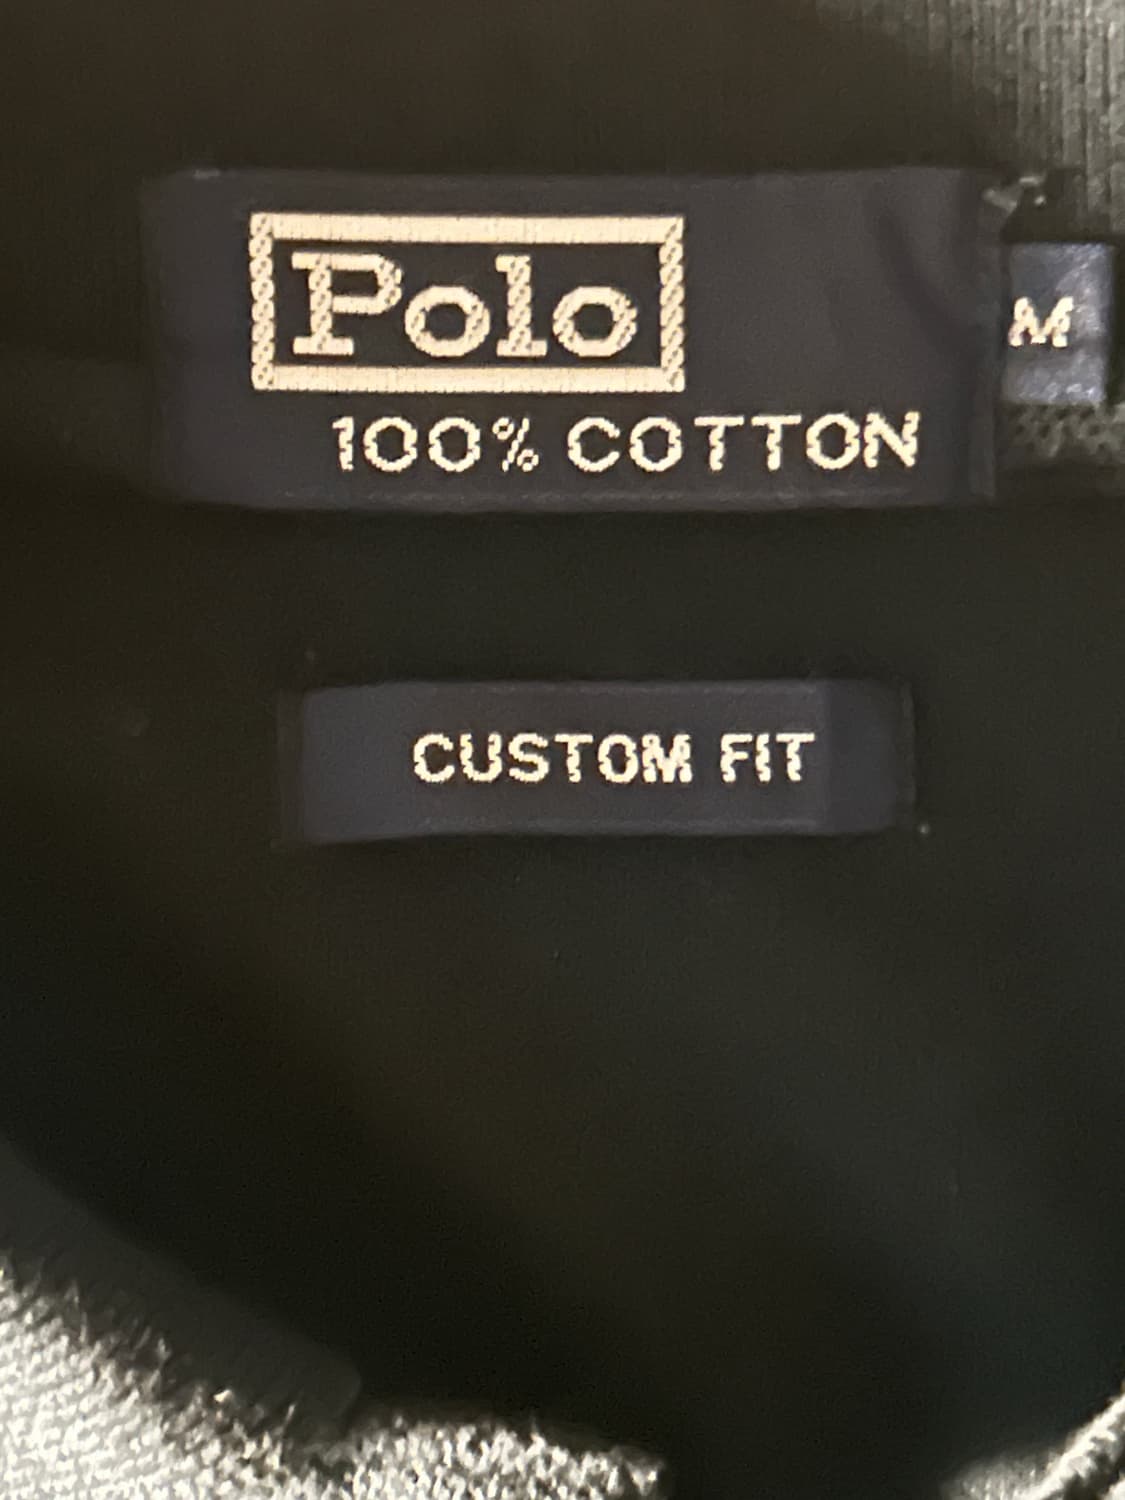 Polo
M
100% COTTON
CUSTOM FIT